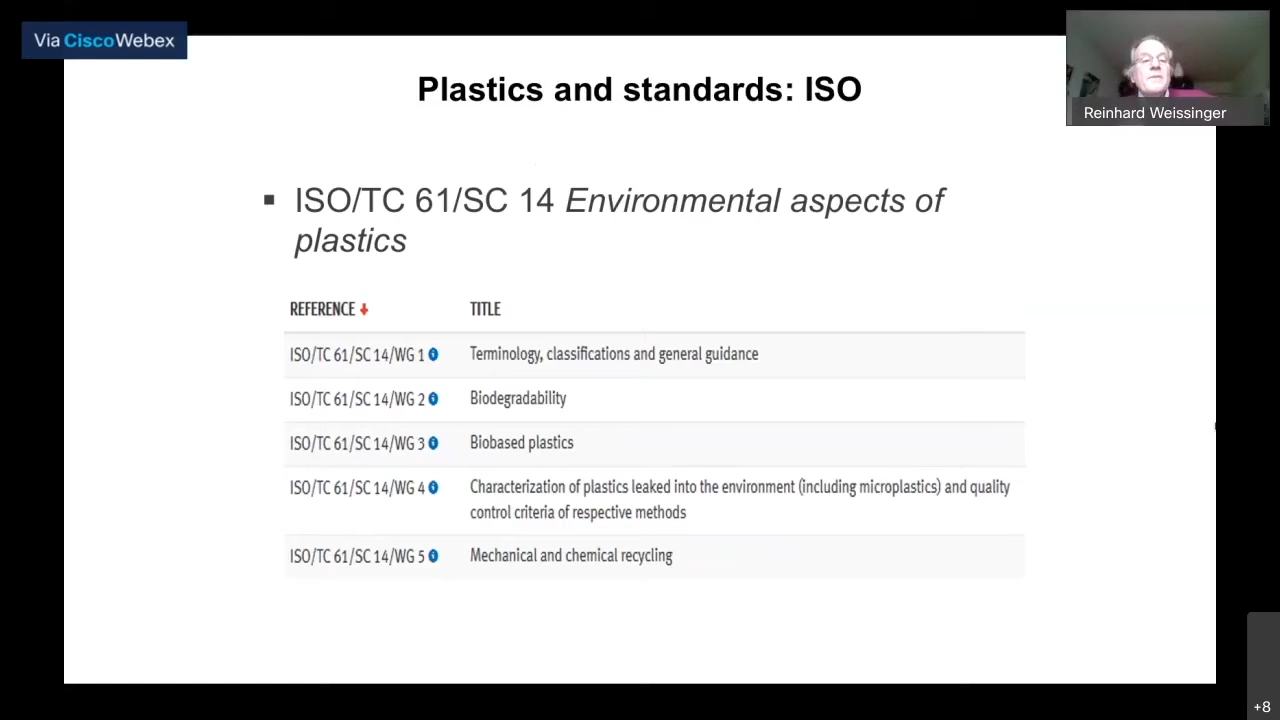 Via CiscoWebex
Plastics and standards: ISO
Reinhard Weissinger
▪ ISO/TC 61/SC 14 Environmental aspects of
plastics
REFERENCE TITLE
ISO/TC 61/SC 14/WG 1 Terminology, classifications and general guidance
ISO/TC 61/SC 14/WG 2 Biodegradability
ISO/TC 61/SC 14/WG 3 Biobased plastics
ISO/TC 61/SC 14/WG 4 Characterization of plastics leaked into the environment (including microplastics) and quality
control criteria of respective methods
ISO/TC 61/SC 14/WG 5 Mechanical and chemical recycling
+8